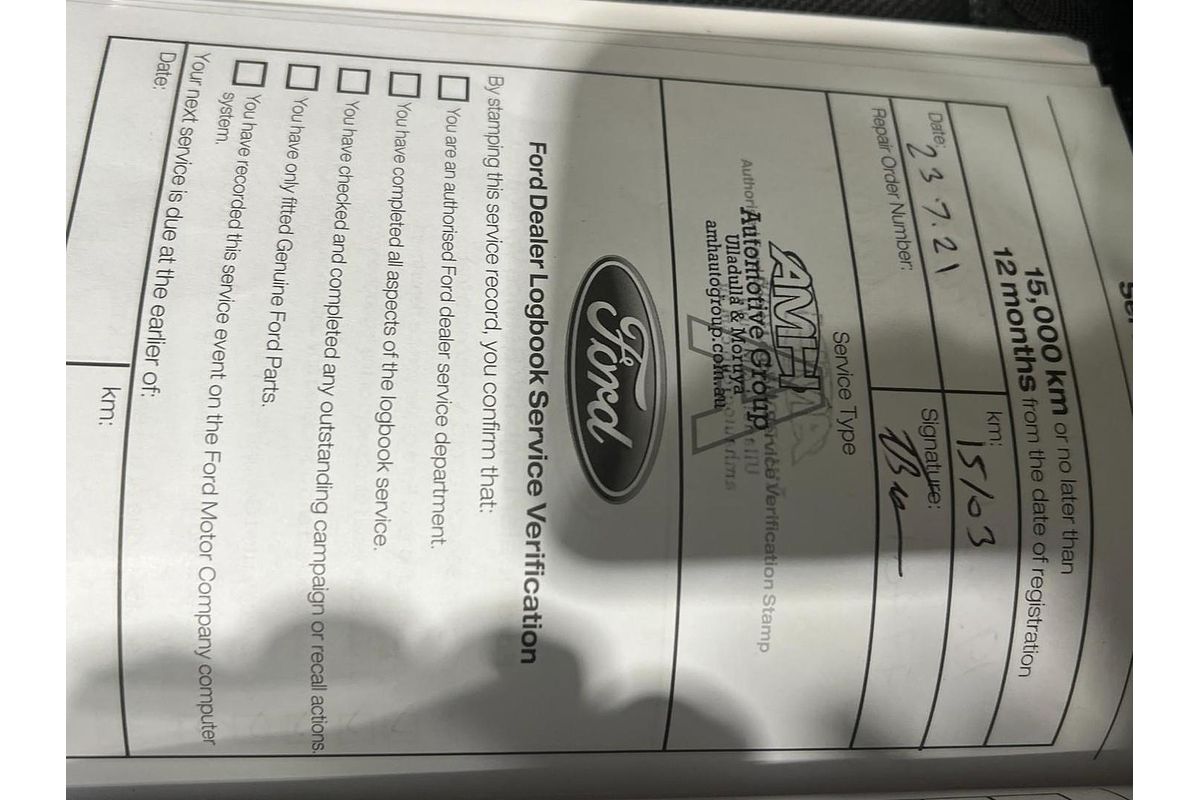 15,000 km or no later than
12 months from the date of registration
Date: 23.7.21
km: 15103
Repair Order Number:
Signature:
Service Type
A
Authori Service Verification Stamp
AMH
Automotive Group
Ulladulla & Moruya
amhautogroup.com.au
Ford
Ford Dealer Logbook Service Verification
By stamping this service record, you confirm that:
You are an authorised Ford dealer service department.
You have completed all aspects of the logbook service.
You have checked and completed any outstanding campaign or recall actions.
You have only fitted Genuine Ford Parts.
You have recorded this service event on the Ford Motor Company computer
system.
Your next service is due at the earlier of:
Date:
km: